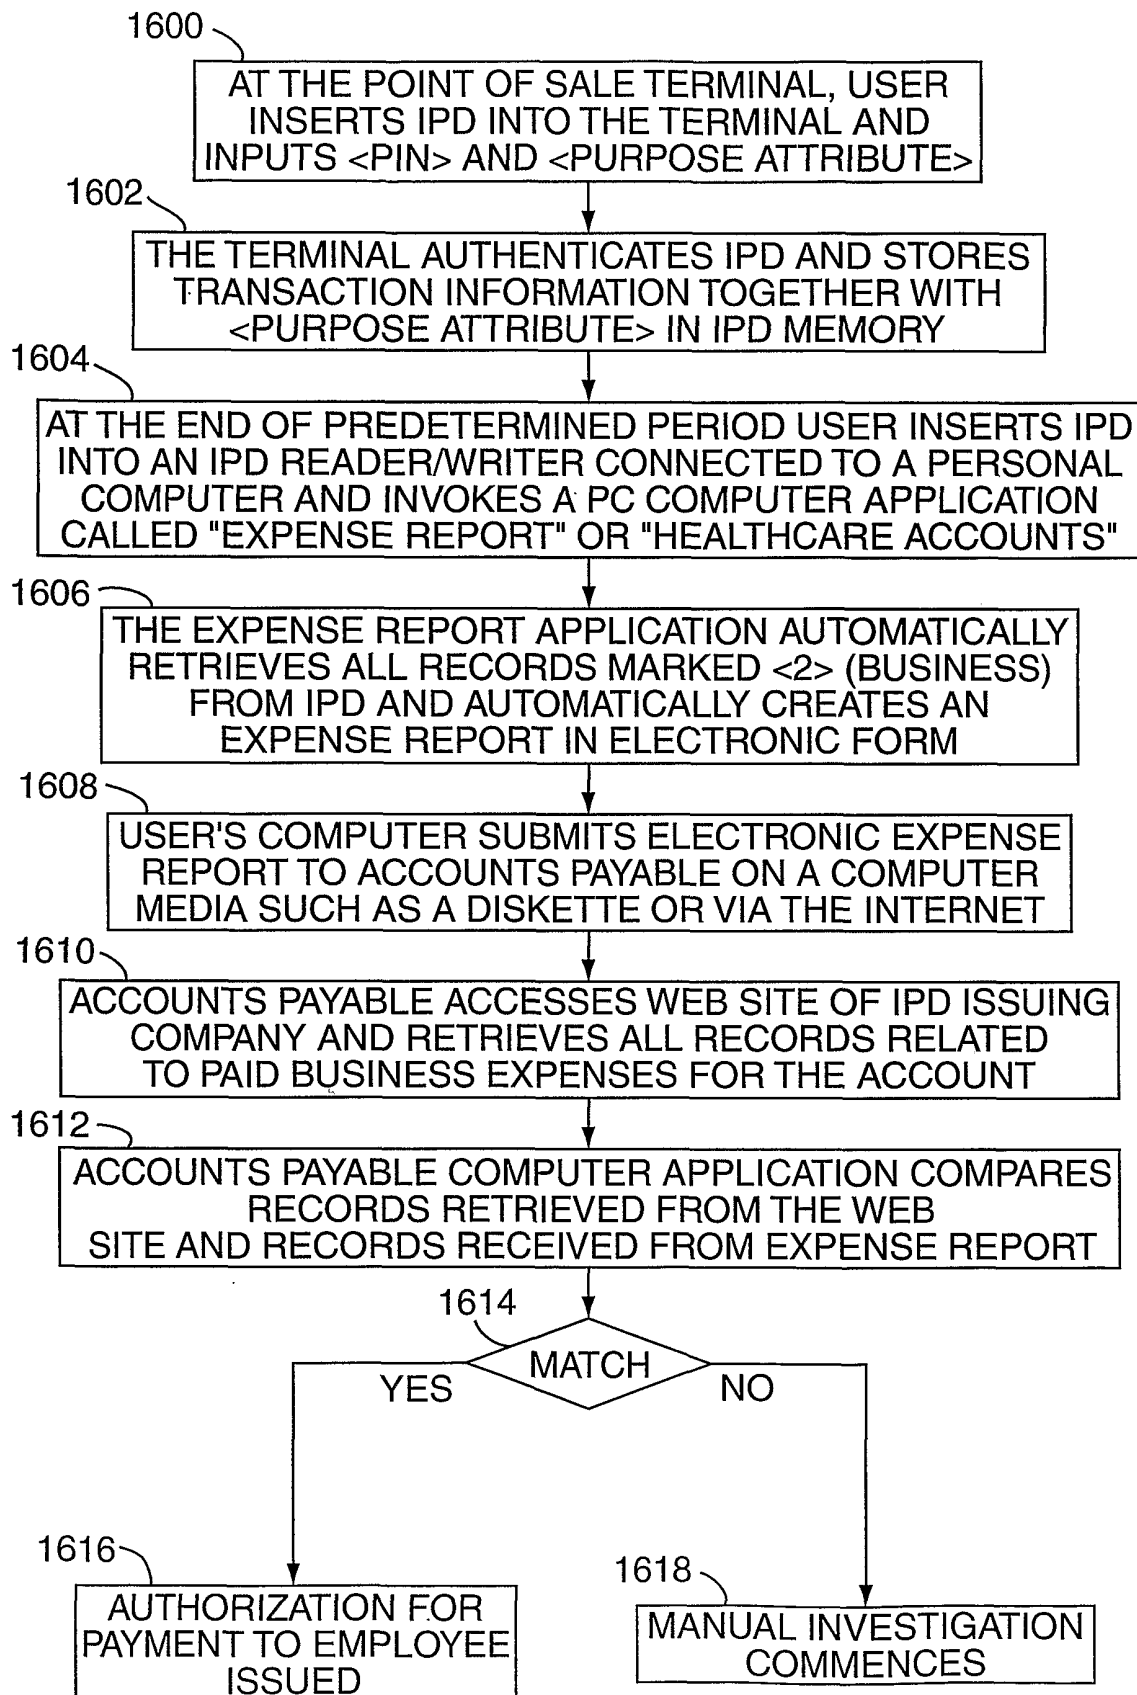 1600
AT THE POINT OF SALE TERMINAL, USER
INSERTS IPD INTO THE TERMINAL AND
INPUTS <PIN> AND <PURPOSE ATTRIBUTE>
1602
THE TERMINAL AUTHENTICATES IPD AND STORES
TRANSACTION INFORMATION TOGETHER WITH
<PURPOSE ATTRIBUTE> IN IPD MEMORY
1604
AT THE END OF PREDETERMINED PERIOD USER INSERTS IPD
INTO AN IPD READER/WRITER CONNECTED TO A PERSONAL
COMPUTER AND INVOKES A PC COMPUTER APPLICATION
CALLED "EXPENSE REPORT" OR "HEALTHCARE ACCOUNTS"
1606
THE EXPENSE REPORT APPLICATION AUTOMATICALLY
RETRIEVES ALL RECORDS MARKED <2> (BUSINESS)
FROM IPD AND AUTOMATICALLY CREATES AN
EXPENSE REPORT IN ELECTRONIC FORM
1608
USER'S COMPUTER SUBMITS ELECTRONIC EXPENSE
REPORT TO ACCOUNTS PAYABLE ON A COMPUTER
MEDIA SUCH AS A DISKETTE OR VIA THE INTERNET
1610
ACCOUNTS PAYABLE ACCESSES WEB SITE OF IPD ISSUING
COMPANY AND RETRIEVES ALL RECORDS RELATED
TO PAID BUSINESS EXPENSES FOR THE ACCOUNT
1612
ACCOUNTS PAYABLE COMPUTER APPLICATION COMPARES
RECORDS RETRIEVED FROM THE WEB
SITE AND RECORDS RECEIVED FROM EXPENSE REPORT
1614
MATCH
YES
NO
1616
AUTHORIZATION FOR
PAYMENT TO EMPLOYEE
ISSUED
1618
MANUAL INVESTIGATION
COMMENCES